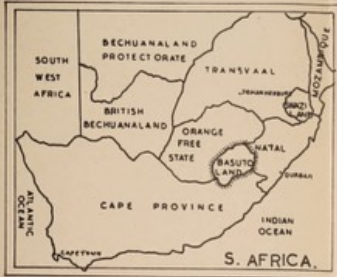 SOUTH
WEST
AFRICA
BECHUANALAND
PROTECTORATE
TRANSVAAL
MOZAMBIQUE
JOHANNESBURG
SWAZI
LAND
BRITISH
BECHUANALAND
ORANGE
FREE
STATE
NATAL
BASUTO
LAND
DURBAN
ATLANTIC
OCEAN
CAPE PROVINCE
INDIAN
OCEAN
CAPETOWN
S. AFRICA.